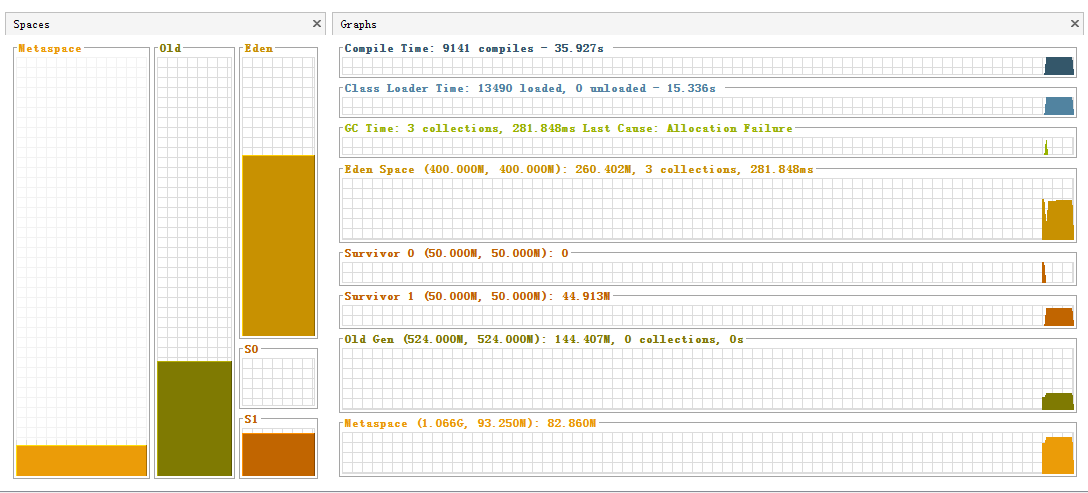 Spaces
Metaspace
Old
Eden
S0
S1
Graphs
Compile Time: 9141 compiles - 35.927s
Class Loader Time: 13490 loaded, 0 unloaded - 15.336s
GC Time: 3 collections, 281.848ms Last Cause: Allocation Failure
Eden Space (400.000M, 400.000M): 260.402M, 3 collections, 281.848ms
Survivor 0 (50.000M, 50.000M): 0
Survivor 1 (50.000M, 50.000M): 44.913M
Old Gen (524.000M, 524.000M): 144.407M, 0 collections, 0s
Metaspace (1.066G, 93.250M): 82.860M